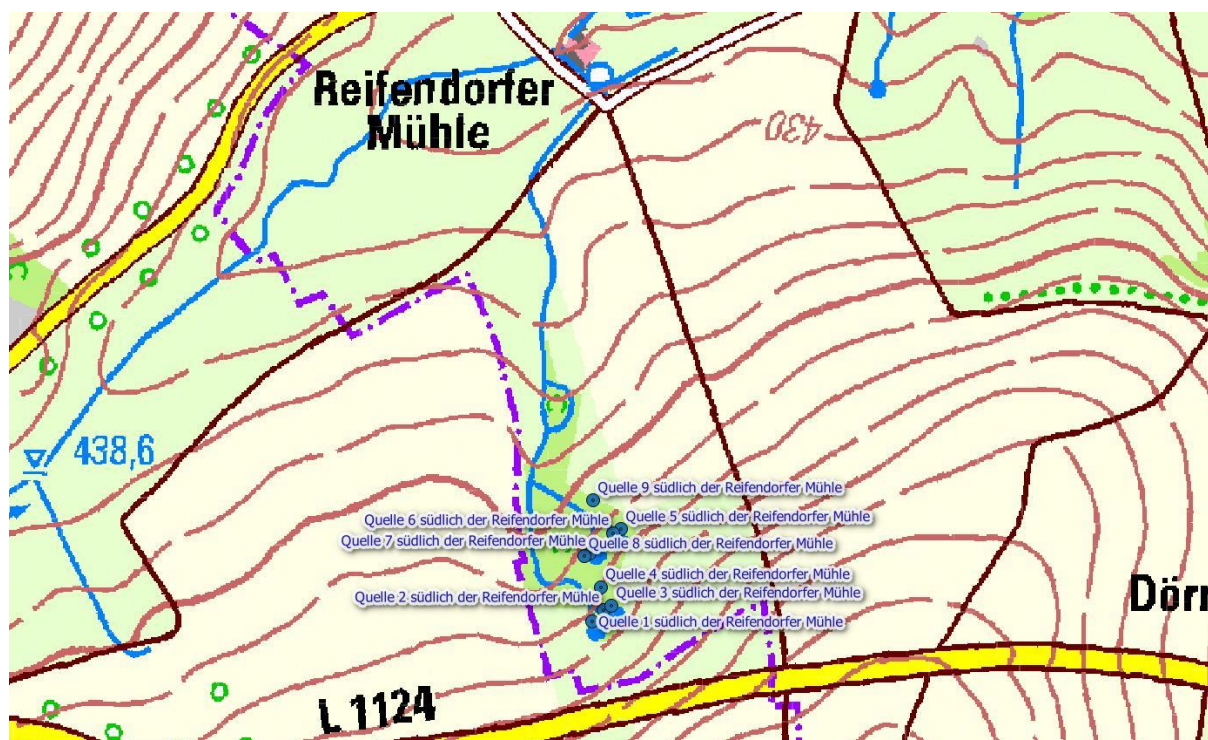 Reifendorfer
Mühle
430
438,6
Quelle 9 südlich der Reifendorfer Mühle
Quelle 6 südlich der Reifendorfer Mühle
Quelle 5 südlich der Reifendorfer Mühle
Quelle 7 südlich der Reifendorfer Mühle
Quelle 8 südlich der Reifendorfer Mühle
Quelle 4 südlich der Reifendorfer Mühle
Quelle 2 südlich der Reifendorfer Mühle
Quelle 3 südlich der Reifendorfer Mühle
Quelle 1 südlich der Reifendorfer Mühle
Dörr
L 1124